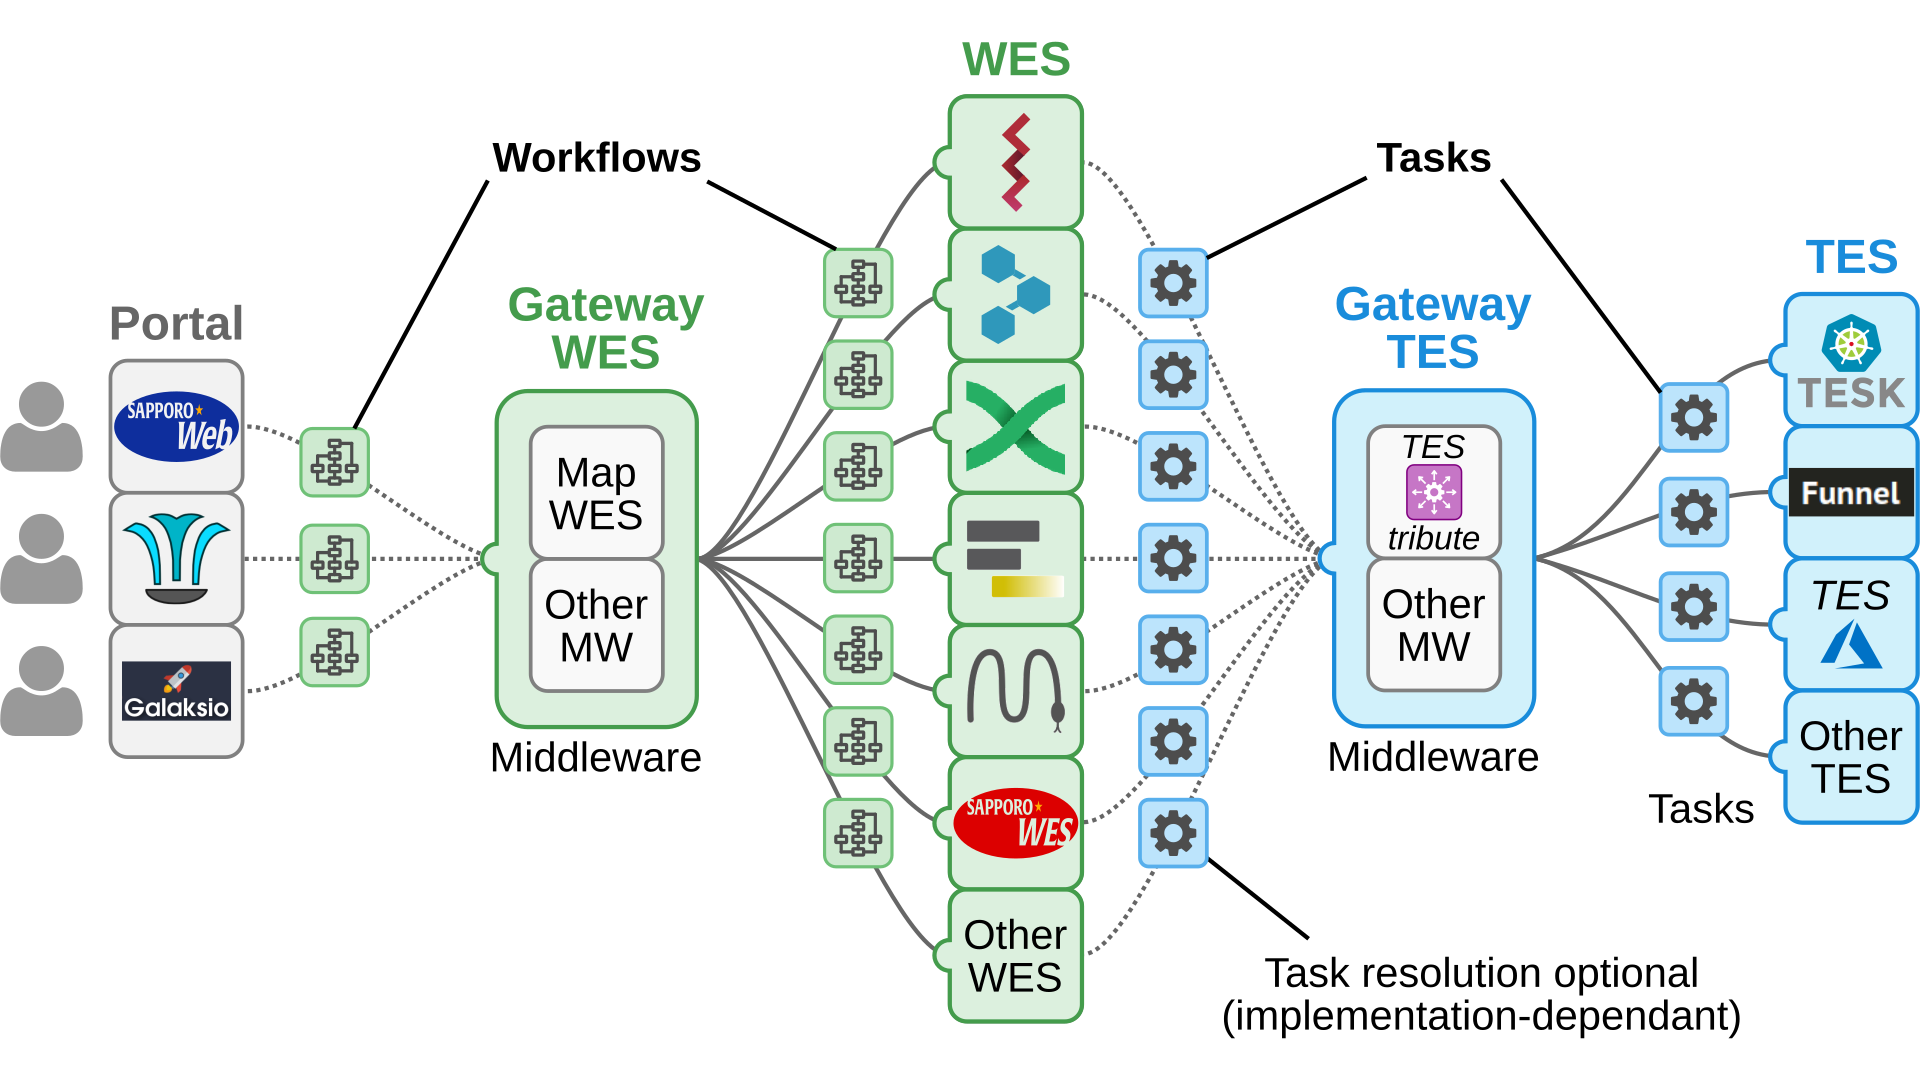 WES
Workflows
Tasks
TES
Gateway
WES
Gateway
TES
Portal
SAPPORO
Web
Galaksio
Map
WES
Other
MW
Middleware
SAPPORO
WES
Other
WES
TES
tribute
Other
MW
Middleware
TESK
Funnel
TES
Other
TES
Tasks
Task resolution optional
(implementation-dependant)